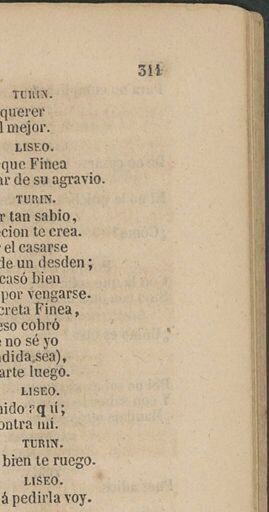 311
TURIN.
querer
l mejor.
LISEO.
que Finea
ar de su agravio.
TURIN.
r tan sabio,
ecion te crea.
r el casarse
de un desden;
casó bien
por vengarse.
creta Finea,
eso cobró
e no sé yo
ndida sea),
arte luego.
LISEO.
nido aquí;
ontra mí.
TURIN.
bien te ruego.
LISEO.
á pedirla voy.